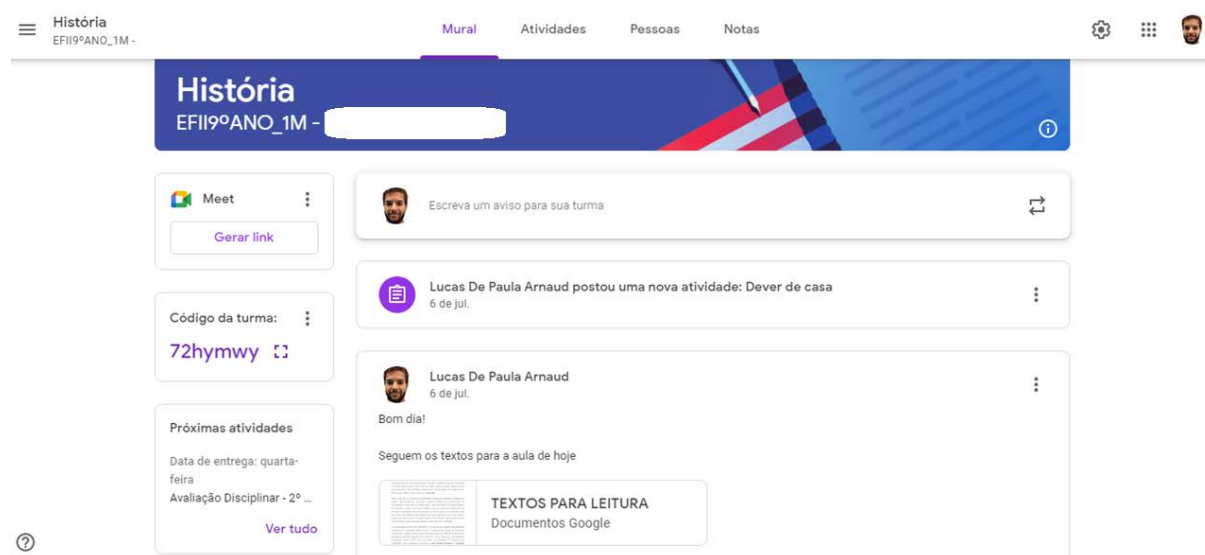 História
EFII9ºANO_1M -
Mural
Atividades
Pessoas
Notas
História
EFII9ºANO_1M -
Meet
Gerar link
Código da turma:
72hymwy
Próximas atividades
Data de entrega: quarta-
feira
Avaliação Disciplinar - 2º ...
Ver tudo
Escreva um aviso para sua turma
Lucas De Paula Arnaud postou uma nova atividade: Dever de casa
6 de jul.
Lucas De Paula Arnaud
6 de jul.
Bom dia!
Seguem os textos para a aula de hoje
TEXTOS PARA LEITURA
Documentos Google